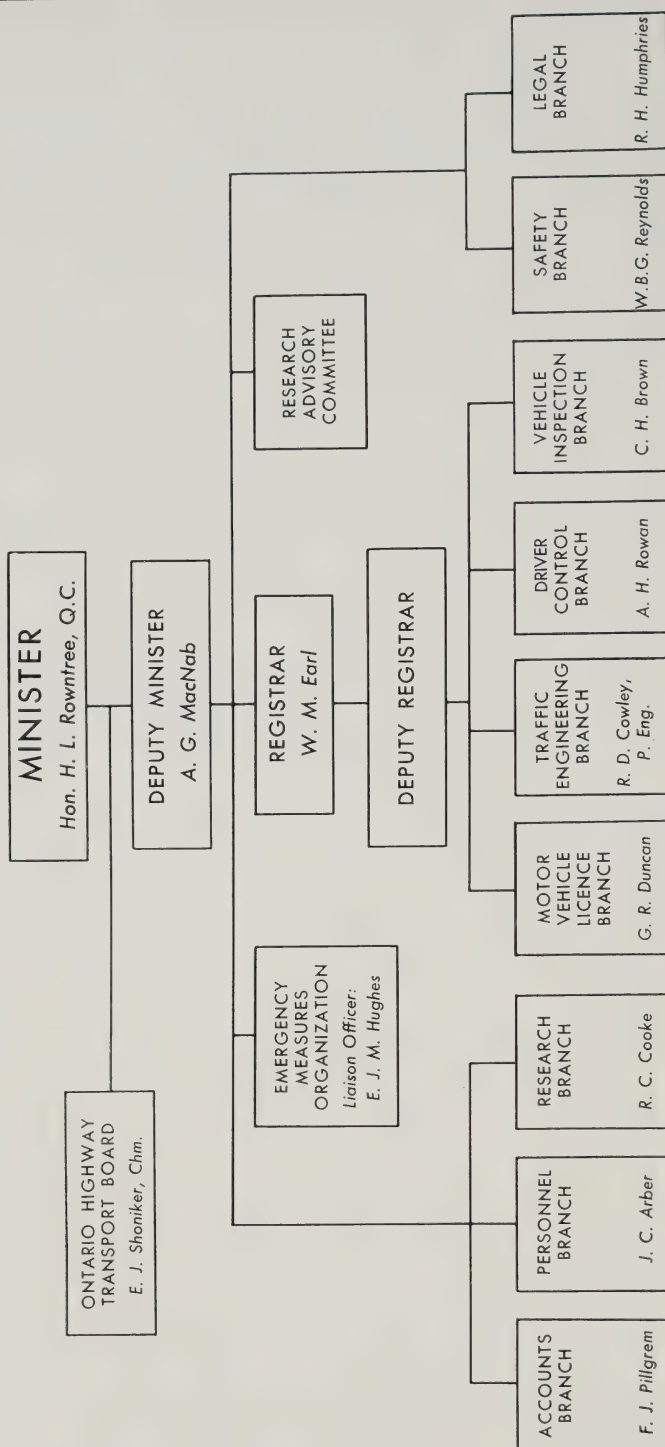 MINISTER
Hon. H. L. Rowntree, Q.C.
ONTARIO HIGHWAY
TRANSPORT BOARD
E. J. Shoniker, Chm.
DEPUTY MINISTER
A. G. MacNab
EMERGENCY
MEASURES
ORGANIZATION
Liaison Officer:
E. J. M. Hughes
REGISTRAR
W. M. Earl
RESEARCH
ADVISORY
COMMITTEE
DEPUTY REGISTRAR
ACCOUNTS
BRANCH
F. J. Pillgrem
PERSONNEL
BRANCH
J. C. Arber
RESEARCH
BRANCH
R. C. Cooke
MOTOR
VEHICLE
LICENCE
BRANCH
G. R. Duncan
TRAFFIC
ENGINEERING
BRANCH
R. D. Cowley,
P. Eng.
DRIVER
CONTROL
BRANCH
A. H. Rowan
VEHICLE
INSPECTION
BRANCH
C. H. Brown
SAFETY
BRANCH
W.B.G. Reynolds
LEGAL
BRANCH
R. H. Humphries